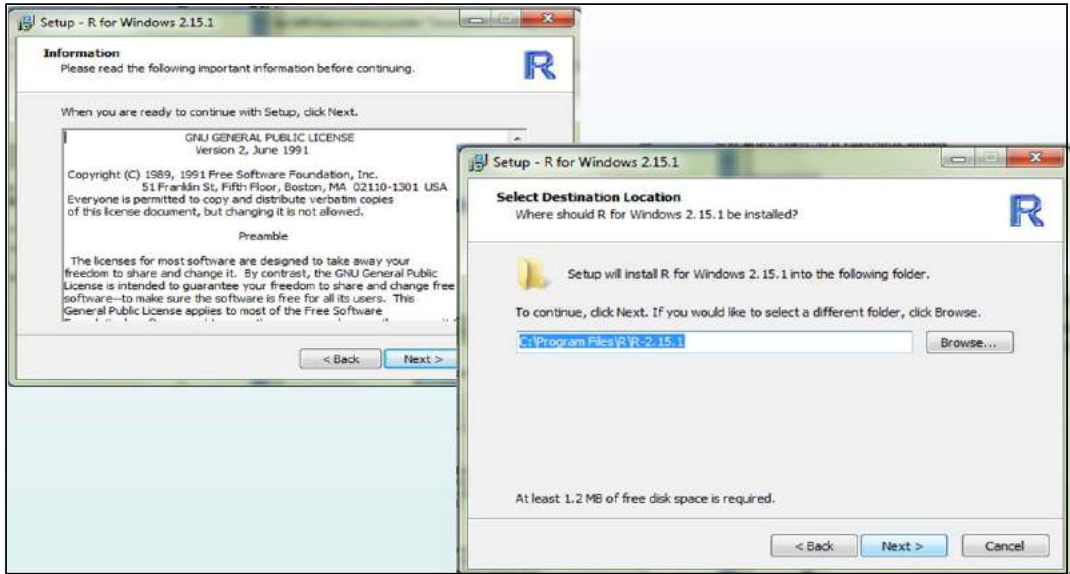 Setup - R for Windows 2.15.1
Information
Please read the following important information before continuing.
R
When you are ready to continue with Setup, click Next.
GNU GENERAL PUBLIC LICENSE
Version 2, June 1991
Copyright (C) 1989, 1991 Free Software Foundation, Inc.
51 Franklin St, Fifth Floor, Boston, MA 02110-1301 USA
Everyone is permitted to copy and distribute verbatim copies
of this license document, but changing it is not allowed.
Preamble
The licenses for most software are designed to take away your
freedom to share and change it. By contrast, the GNU General Public
License is intended to guarantee your freedom to share and change free
software--to make sure the software is free for all its users. This
General Public License applies to most of the Free Software
< Back
Next >
Setup - R for Windows 2.15.1
Select Destination Location
Where should R for Windows 2.15.1 be installed?
R
Setup will install R for Windows 2.15.1 into the following folder.
To continue, click Next. If you would like to select a different folder, click Browse.
C:\Program Files\R\R-2.15.1
Browse...
At least 1.2 MB of free disk space is required.
< Back
Next >
Cancel